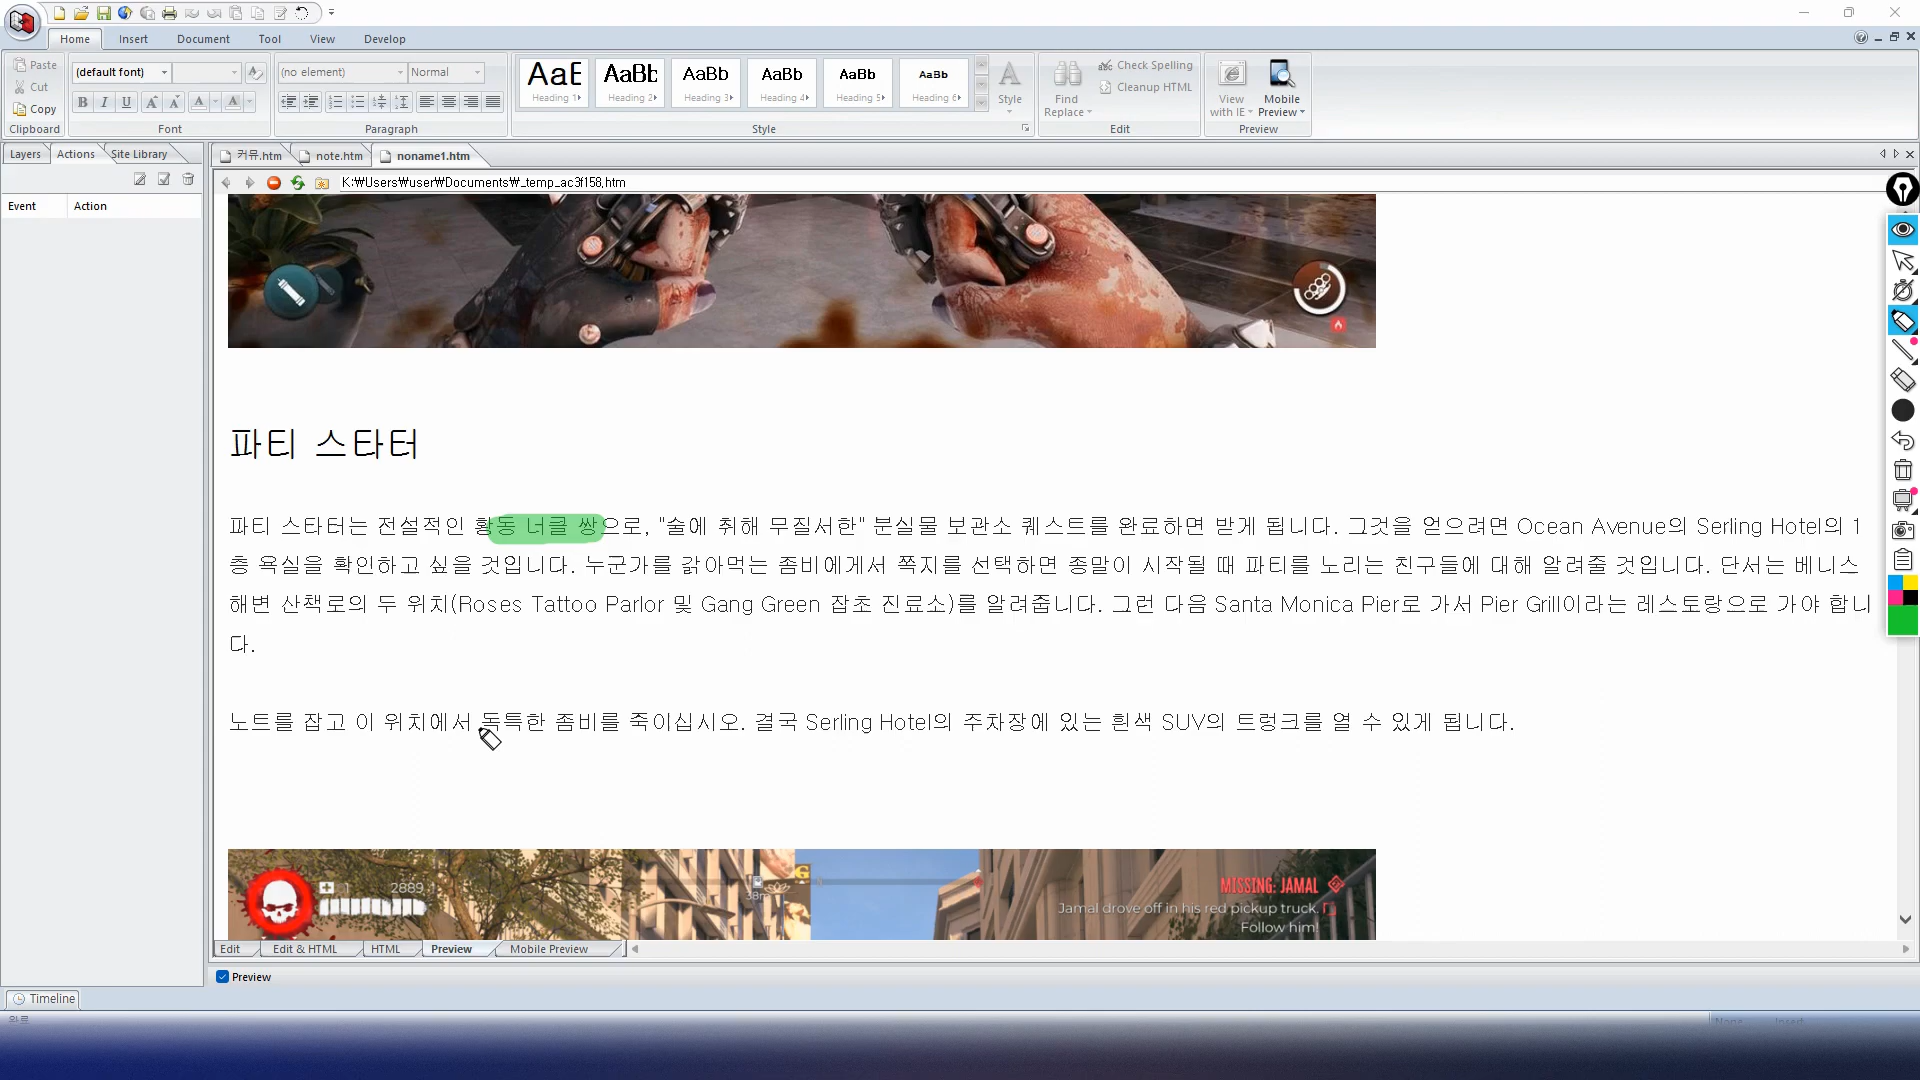 Home Insert Document Tool View Develop
Paste
Cut
Copy
Clipboard
(default font)
B I U
Font
(no element) Normal
Paragraph
AaE AaBb AaBb AaBb AaBb AaBb
Heading 1 Heading 2 Heading 3 Heading 4 Heading 5 Heading 6
Style
Style
Find
Replace
Check Spelling
Cleanup HTML
Edit
View
with IE
Mobile
Preview
Preview
Layers Actions Site Library
Event Action
커뮤.htm note.htm noname1.htm
K:₩Users₩user₩Documents₩_temp_ac3f158.htm
파티 스타터
파티 스타터는 전설적인 황동 너클 쌍으로, "술에 취해 무질서한" 분실물 보관소 퀘스트를 완료하면 받게 됩니다. 그것을 얻으려면 Ocean Avenue의 Serling Hotel의 1
층 욕실을 확인하고 싶을 것입니다. 누군가를 갉아먹는 좀비에게서 쪽지를 선택하면 종말이 시작될 때 파티를 노리는 친구들에 대해 알려줄 것입니다. 단서는 베니스
해변 산책로의 두 위치(Roses Tattoo Parlor 및 Gang Green 잡초 진료소)를 알려줍니다. 그런 다음 Santa Monica Pier로 가서 Pier Grill이라는 레스토랑으로 가야 합니
다.
노트를 잡고 이 위치에서 독특한 좀비를 죽이십시오. 결국 Serling Hotel의 주차장에 있는 흰색 SUV의 트렁크를 열 수 있게 됩니다.
2889
MISSING: JAMAL
Jamal drove off in his red pickup truck.
Follow him!
Edit Edit & HTML HTML Preview Mobile Preview
Preview
Timeline
완료